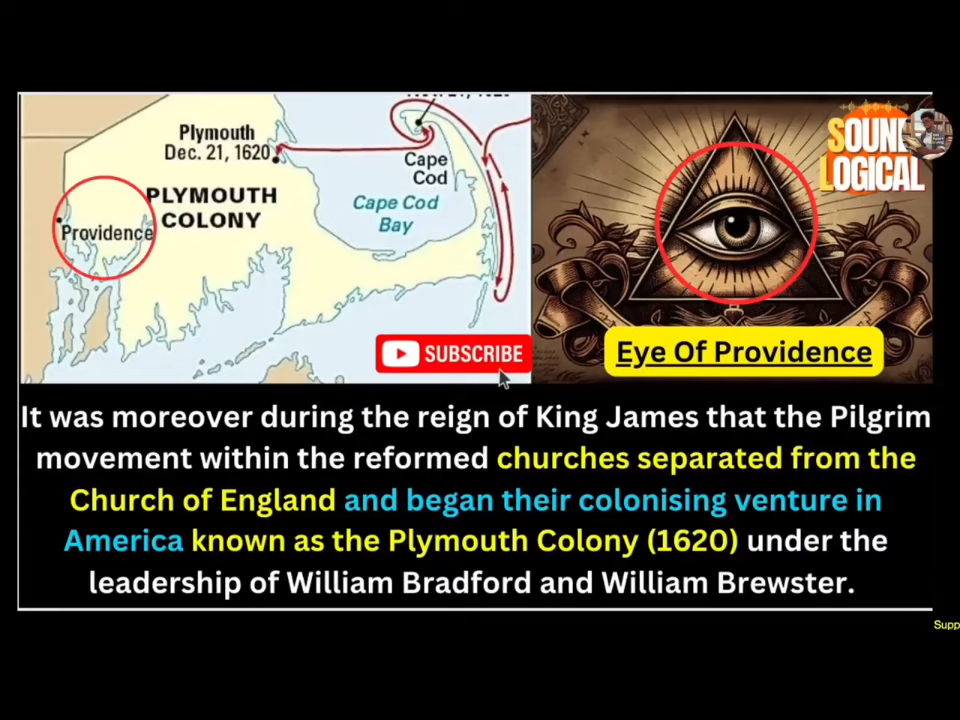 Plymouth
Dec. 21, 1620
Cape
Cod
PLYMOUTH
COLONY
Cape Cod
Bay
Providence
SUBSCRIBE
SOUND
LOGICAL
Eye Of Providence
It was moreover during the reign of King James that the Pilgrim
movement within the reformed churches separated from the
Church of England and began their colonising venture in
America known as the Plymouth Colony (1620) under the
leadership of William Bradford and William Brewster.
Supp